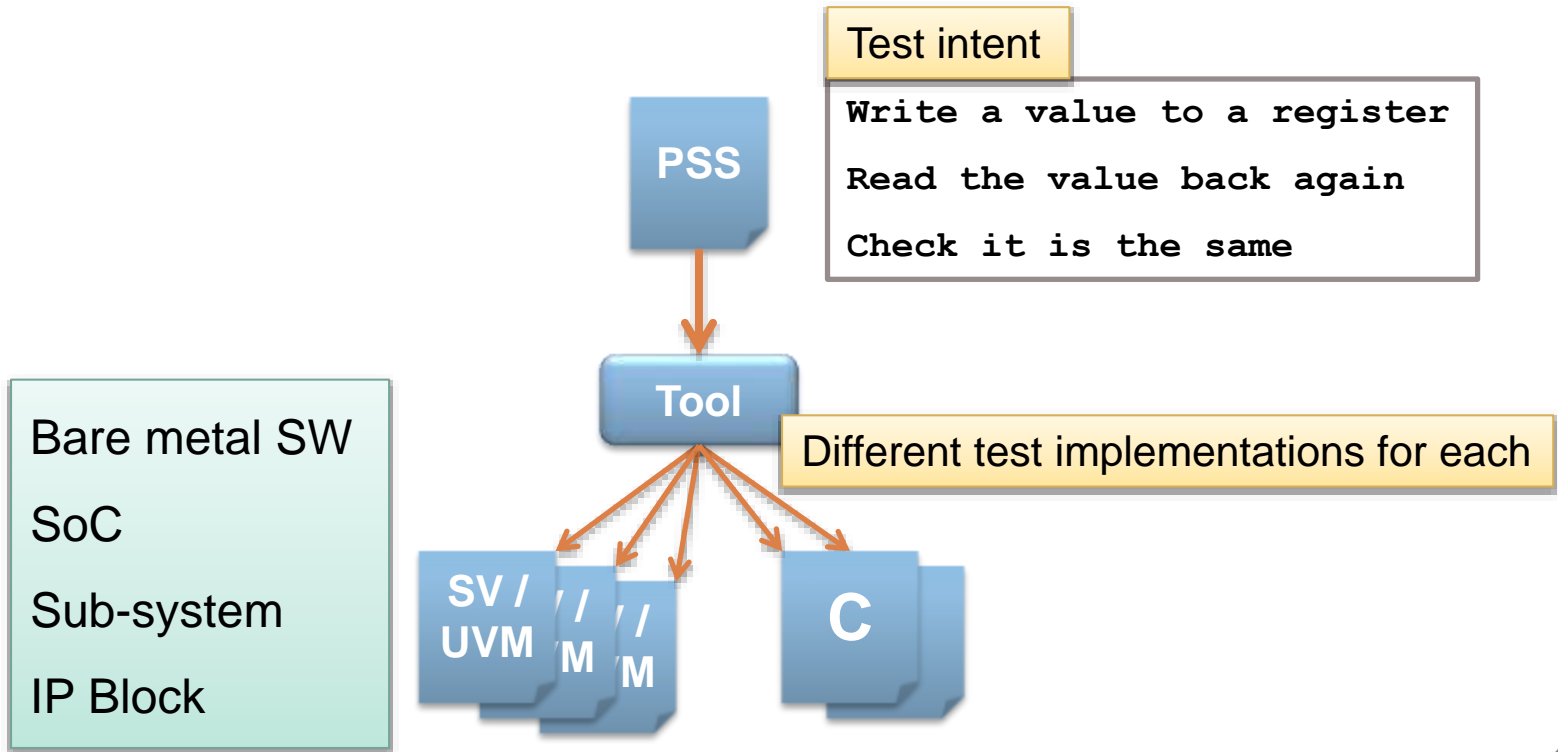 Test intent
Write a value to a register
Read the value back again
Check it is the same
PSS
Tool
Different test implementations for each
Bare metal SW
SoC
Sub-system
IP Block
SV /
UVM
/ /
M
/ /
M
C